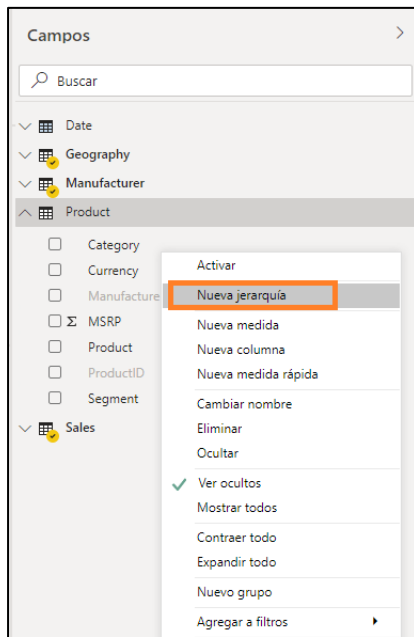 Campos
Buscar
Date
Geography
Manufacturer
Product
Category
Currency
Manufacture
Σ MSRP
Product
ProductID
Segment
Sales
Activar
Nueva jerarquía
Nueva medida
Nueva columna
Nueva medida rápida
Cambiar nombre
Eliminar
Ocultar
Ver ocultos
Mostrar todos
Contraer todo
Expandir todo
Nuevo grupo
Agregar a filtros